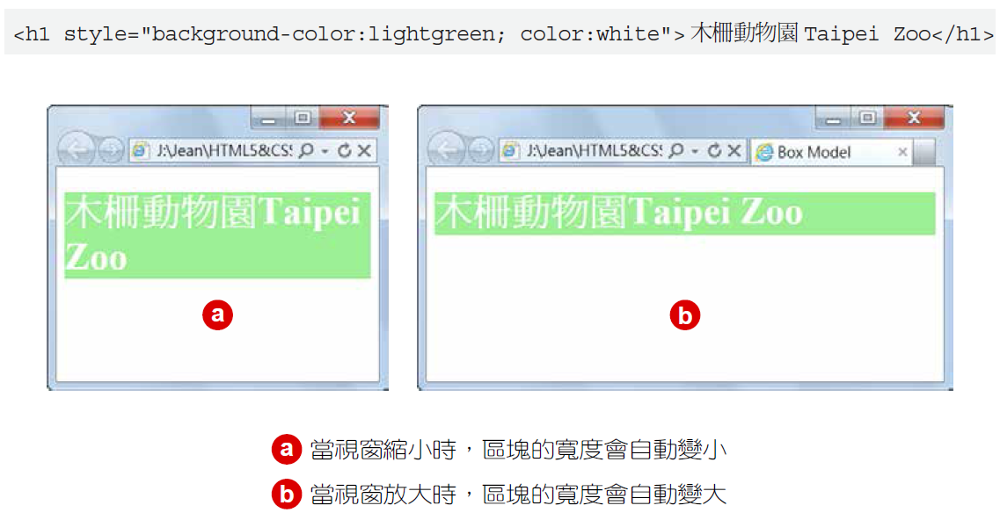 <h1 style="background-color:lightgreen; color:white">木柵動物園 Taipei Zoo</h1>
J:\Jean\HTML5&CSS
木柵動物園Taipei
Zoo
a
J:\Jean\HTML5&CSS
Box Model
木柵動物園Taipei Zoo
b
a 當視窗縮小時，區塊的寬度會自動變小
b 當視窗放大時，區塊的寬度會自動變大